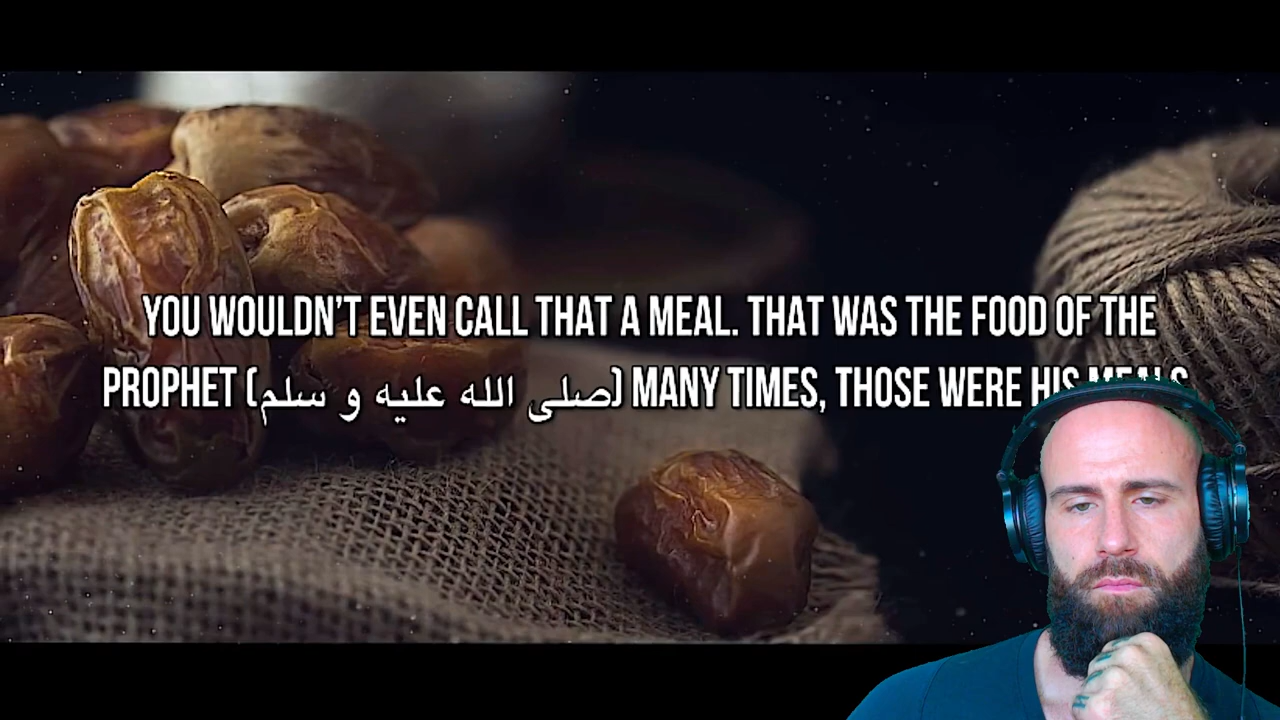 YOU WOULDN'T EVEN CALL THAT A MEAL. THAT WAS THE FOOD OF THE
PROPHET (صلى الله عليه و سلم) MANY TIMES, THOSE WERE HIS MEALS